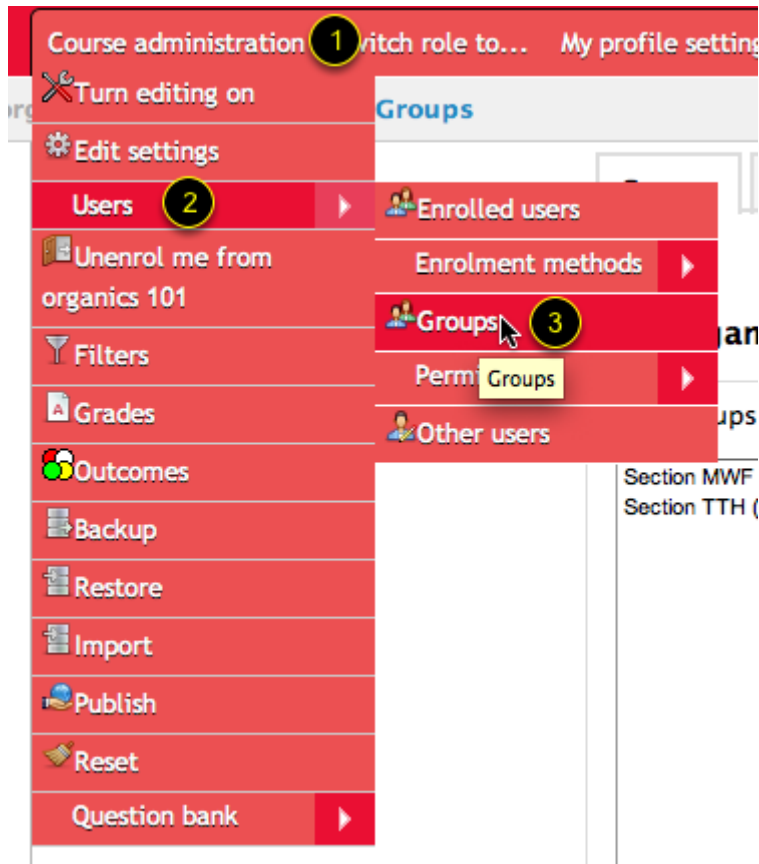 Course administration 1 itch role to... My profile setting
Turn editing on
Groups
Edit settings
Users 2
Enrolled users
Unenrol me from
organics 101
Enrolment methods
Groups 3
Filters
Groups
Grades
Other users
ups
Section MWF
Section TTH (
Outcomes
Backup
Restore
Import
Publish
Reset
Question bank